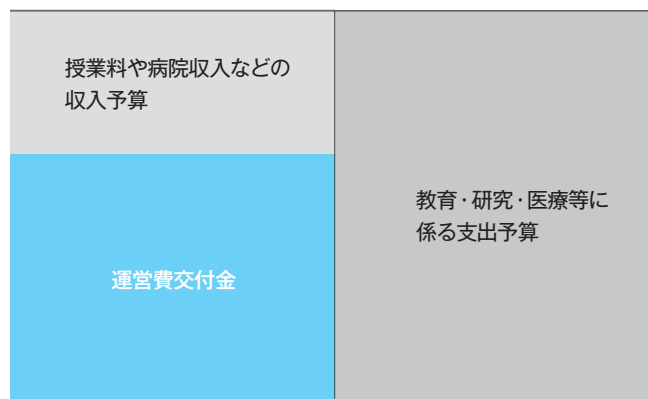 授業料や病院収入などの
収入予算
運営費交付金
教育・研究・医療等に
係る支出予算